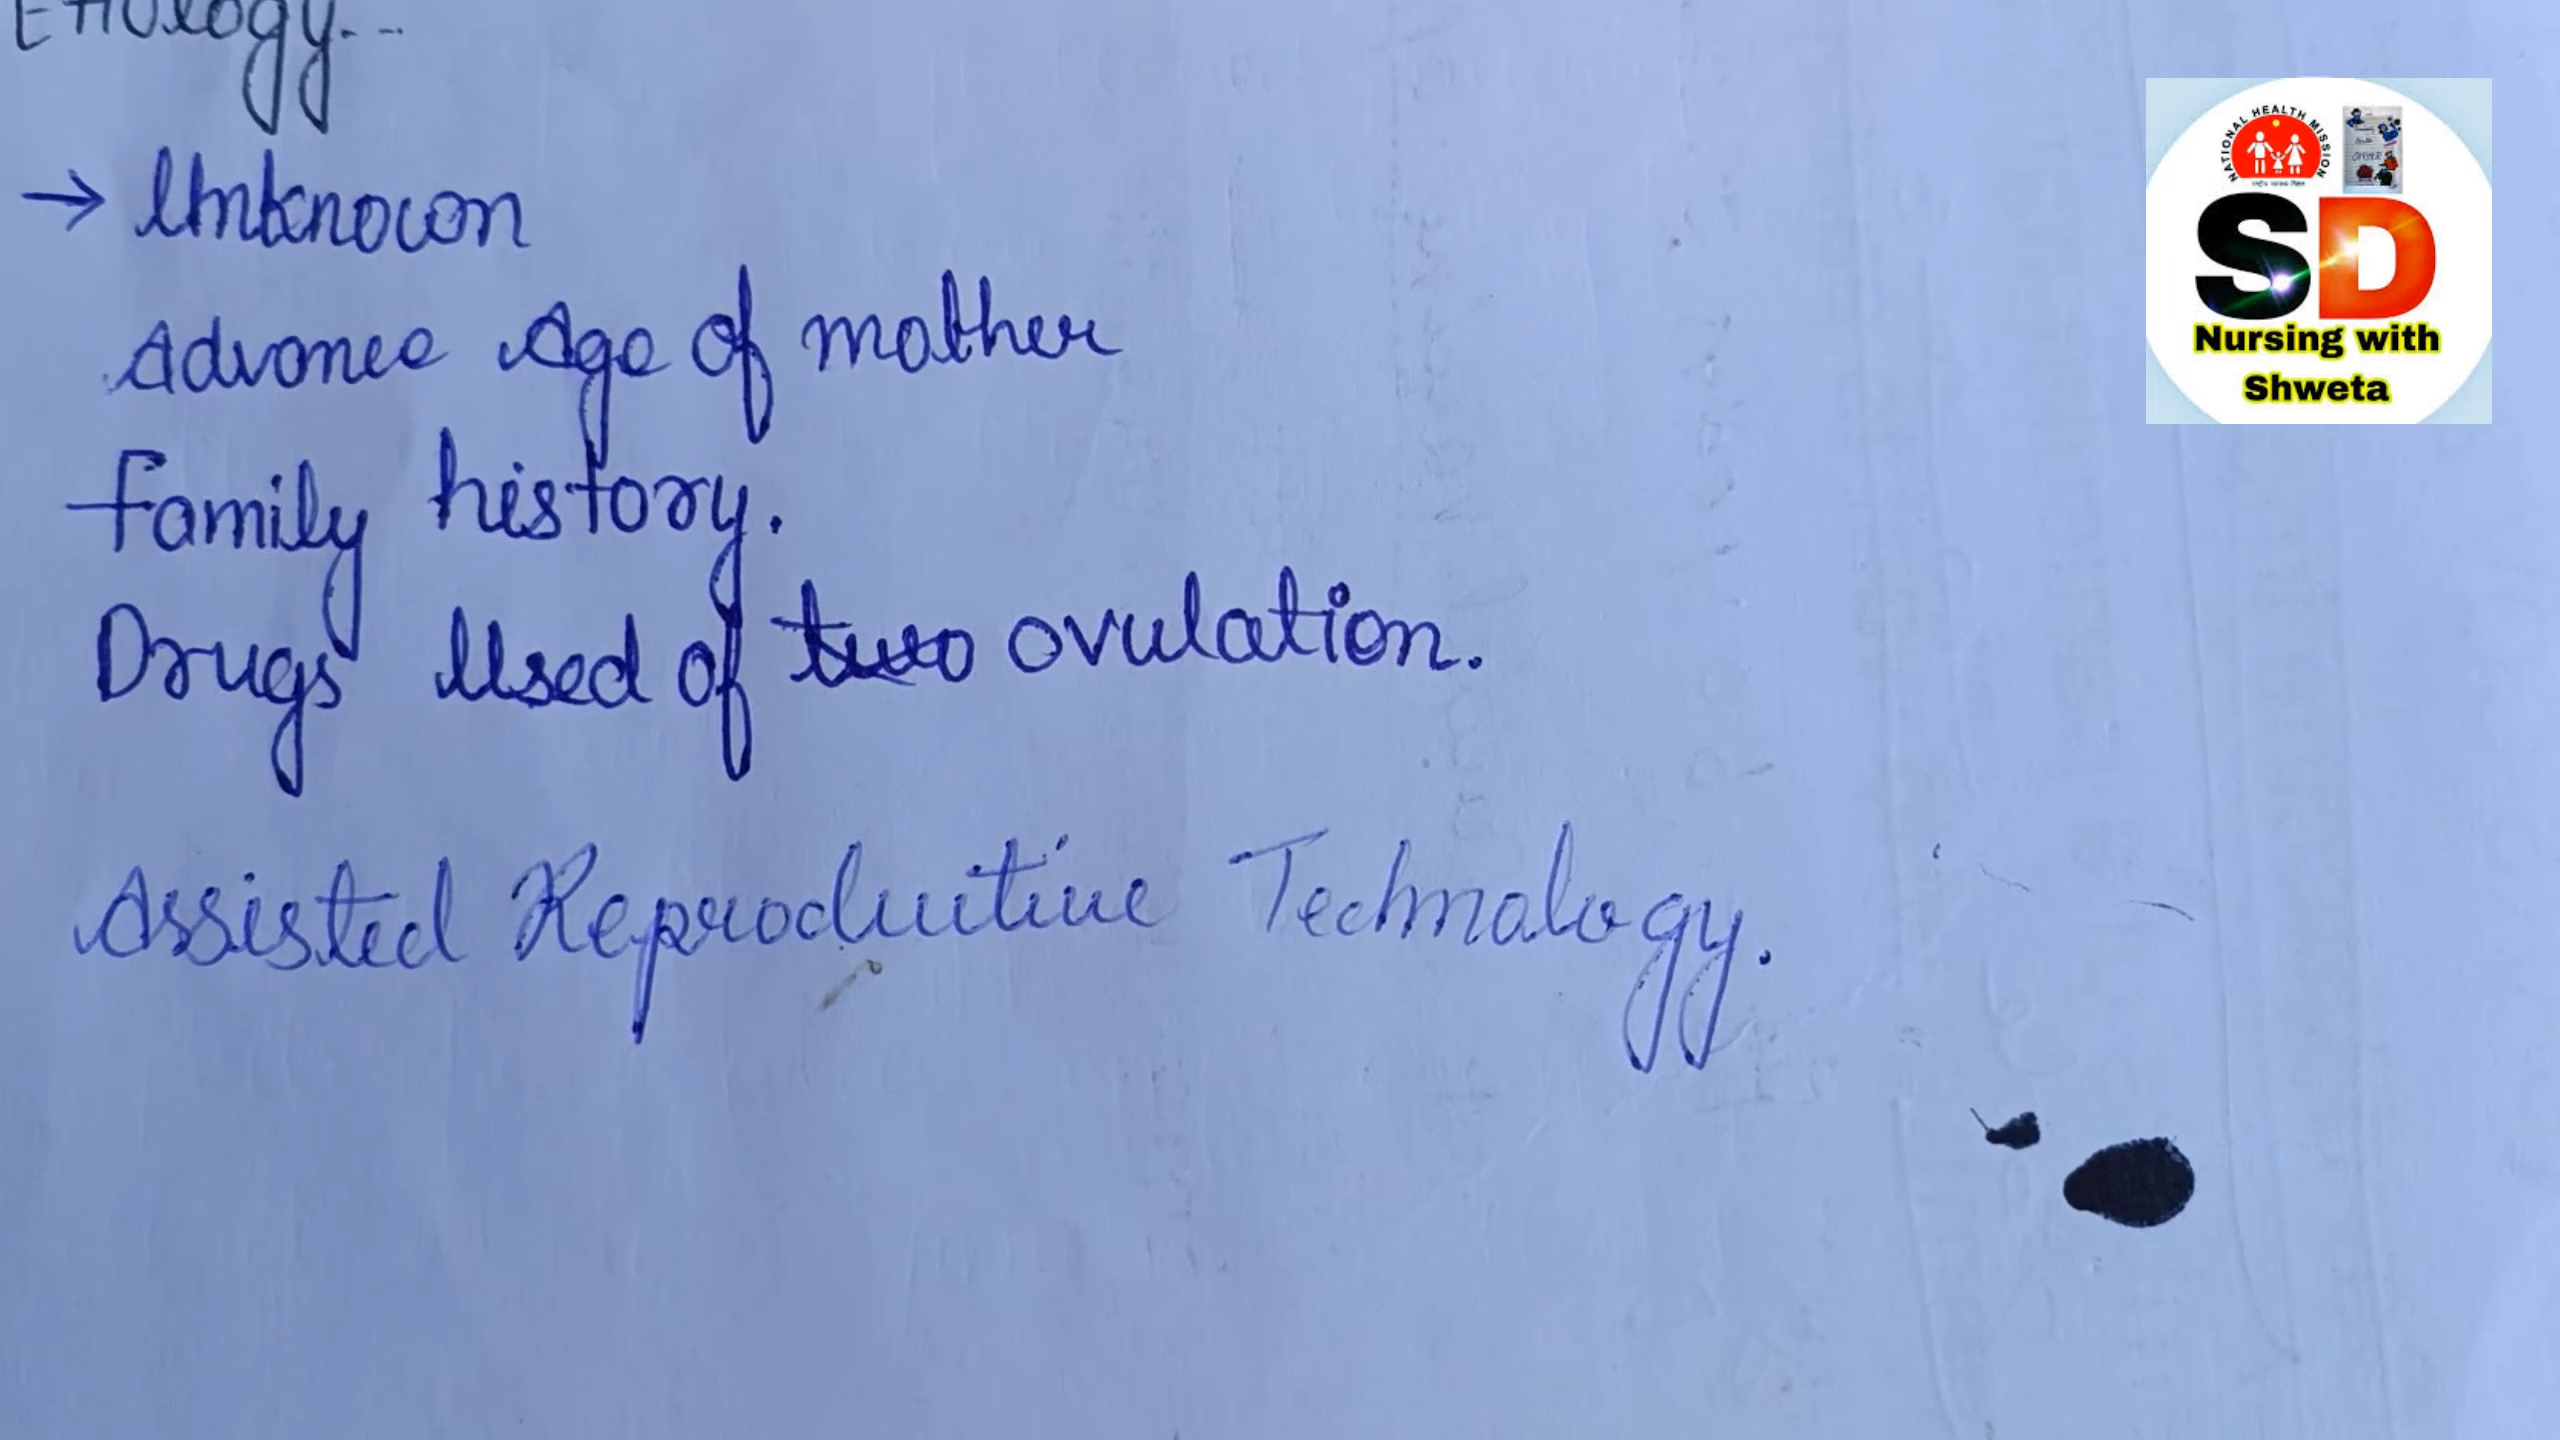 Etiology...
→ Unknown
Advance Age of mother
family history.
Drugs Used of two ovulation.
Assisted Reproductive Technology.
NATIONAL HEALTH MISSION
SD
Nursing with
Shweta